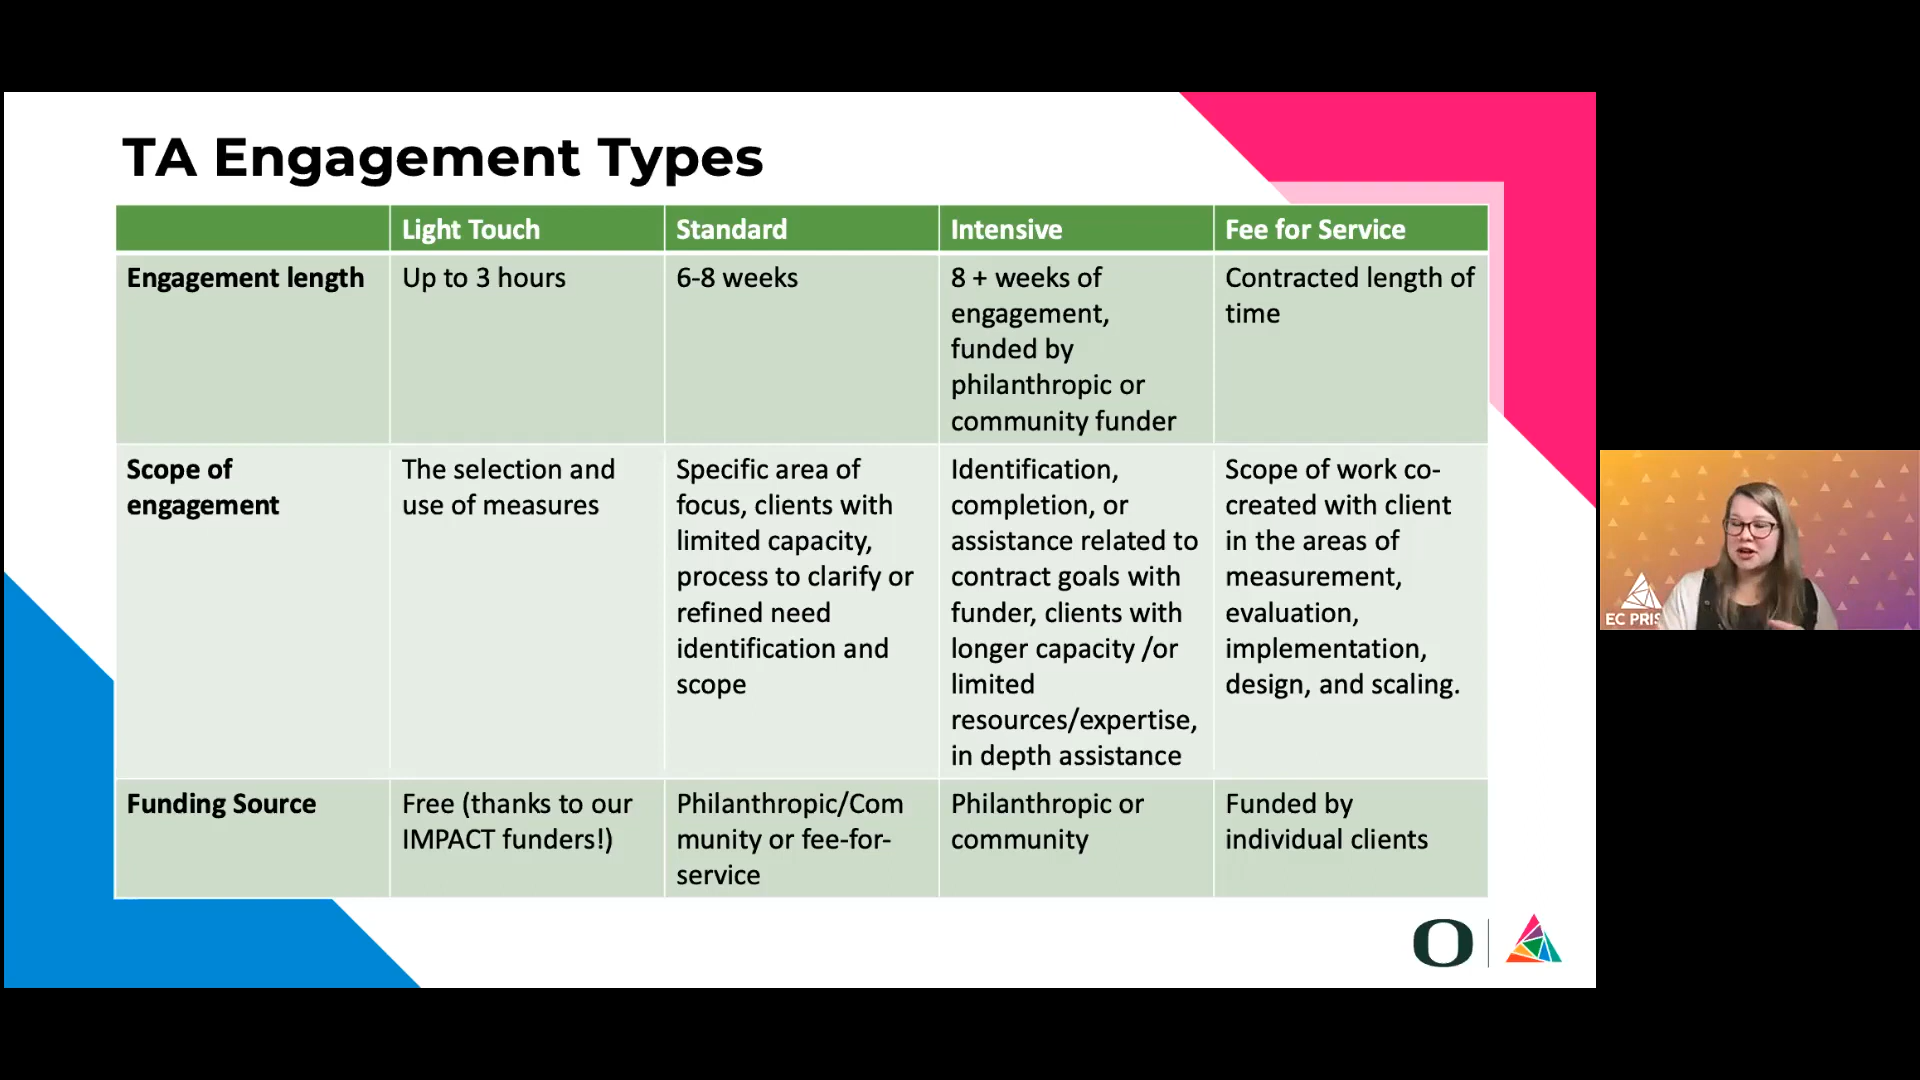 TA Engagement Types
Light Touch
Standard
Intensive
Fee for Service
Engagement length
Up to 3 hours
6-8 weeks
8 + weeks of
engagement,
funded by
philanthropic or
community funder
Contracted length of
time
Scope of
engagement
The selection and
use of measures
Specific area of
focus, clients with
limited capacity,
process to clarify or
refined need
identification and
scope
Identification,
completion, or
assistance related to
contract goals with
funder, clients with
longer capacity /or
limited
resources/expertise,
in depth assistance
Scope of work co-
created with client
in the areas of
measurement,
evaluation,
implementation,
design, and scaling.
Funding Source
Free (thanks to our
IMPACT funders!)
Philanthropic/Com
munity or fee-for-
service
Philanthropic or
community
Funded by
individual clients
O
EC PRIS